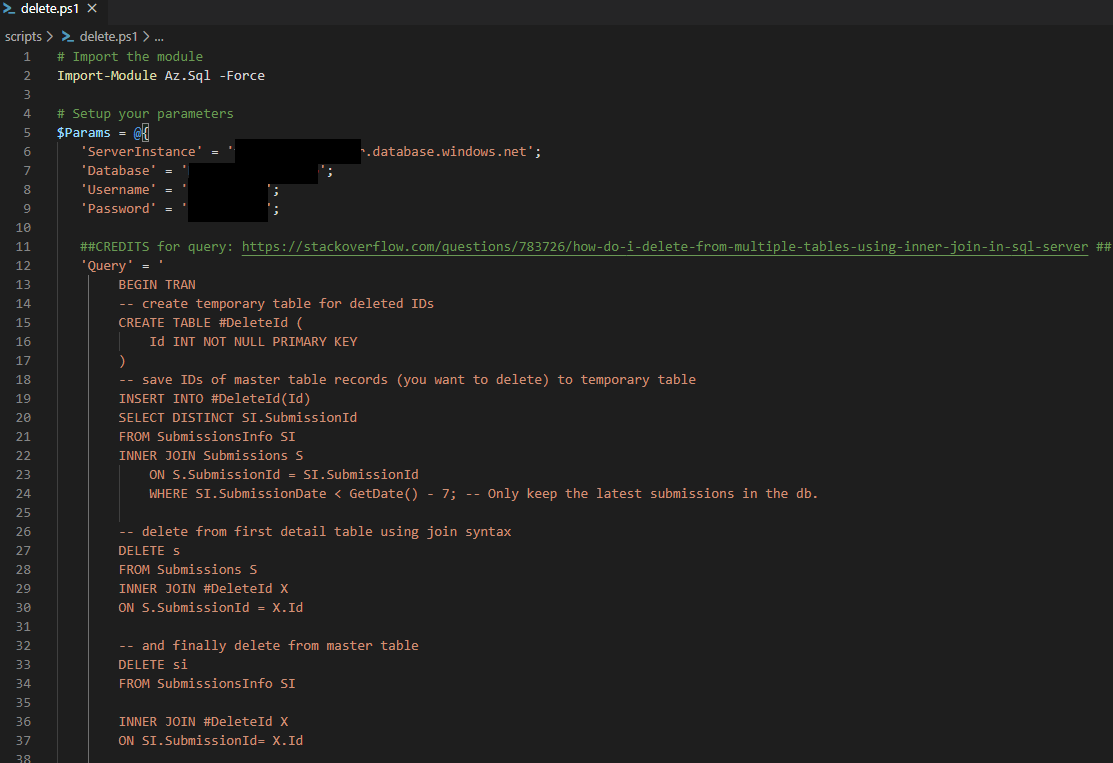 delete.ps1
scripts > delete.ps1 > ...
1 # Import the module
2 Import-Module Az.Sql -Force
3
4 # Setup your parameters
5 $Params = @{
6 'ServerInstance' = ' r.database.windows.net';
7 'Database' = ' ';
8 'Username' = ' ';
9 'Password' = ' ';
10
11 ##CREDITS for query: https://stackoverflow.com/questions/783726/how-do-i-delete-from-multiple-tables-using-inner-join-in-sql-server ##
12 'Query' = '
13 BEGIN TRAN
14 -- create temporary table for deleted IDs
15 CREATE TABLE #DeleteId (
16 Id INT NOT NULL PRIMARY KEY
17 )
18 -- save IDs of master table records (you want to delete) to temporary table
19 INSERT INTO #DeleteId(Id)
20 SELECT DISTINCT SI.SubmissionId
21 FROM SubmissionsInfo SI
22 INNER JOIN Submissions S
23 ON S.SubmissionId = SI.SubmissionId
24 WHERE SI.SubmissionDate < GetDate() - 7; -- Only keep the latest submissions in the db.
25
26 -- delete from first detail table using join syntax
27 DELETE s
28 FROM Submissions S
29 INNER JOIN #DeleteId X
30 ON S.SubmissionId = X.Id
31
32 -- and finally delete from master table
33 DELETE si
34 FROM SubmissionsInfo SI
35
36 INNER JOIN #DeleteId X
37 ON SI.SubmissionId= X.Id
38